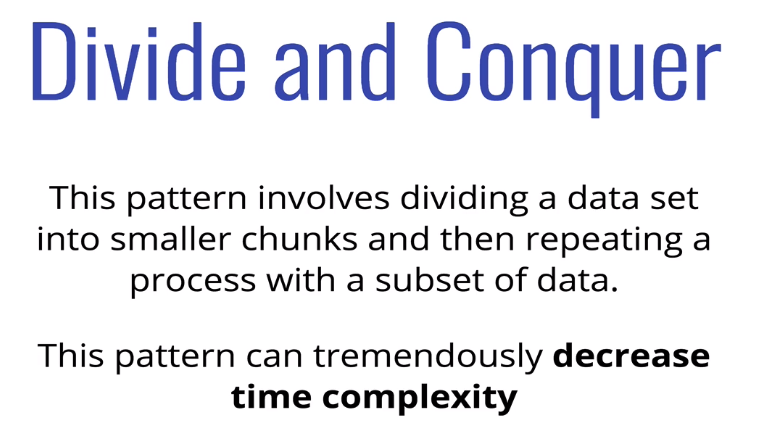 Divide and Conquer
This pattern involves dividing a data set
into smaller chunks and then repeating a
process with a subset of data.
This pattern can tremendously decrease
time complexity